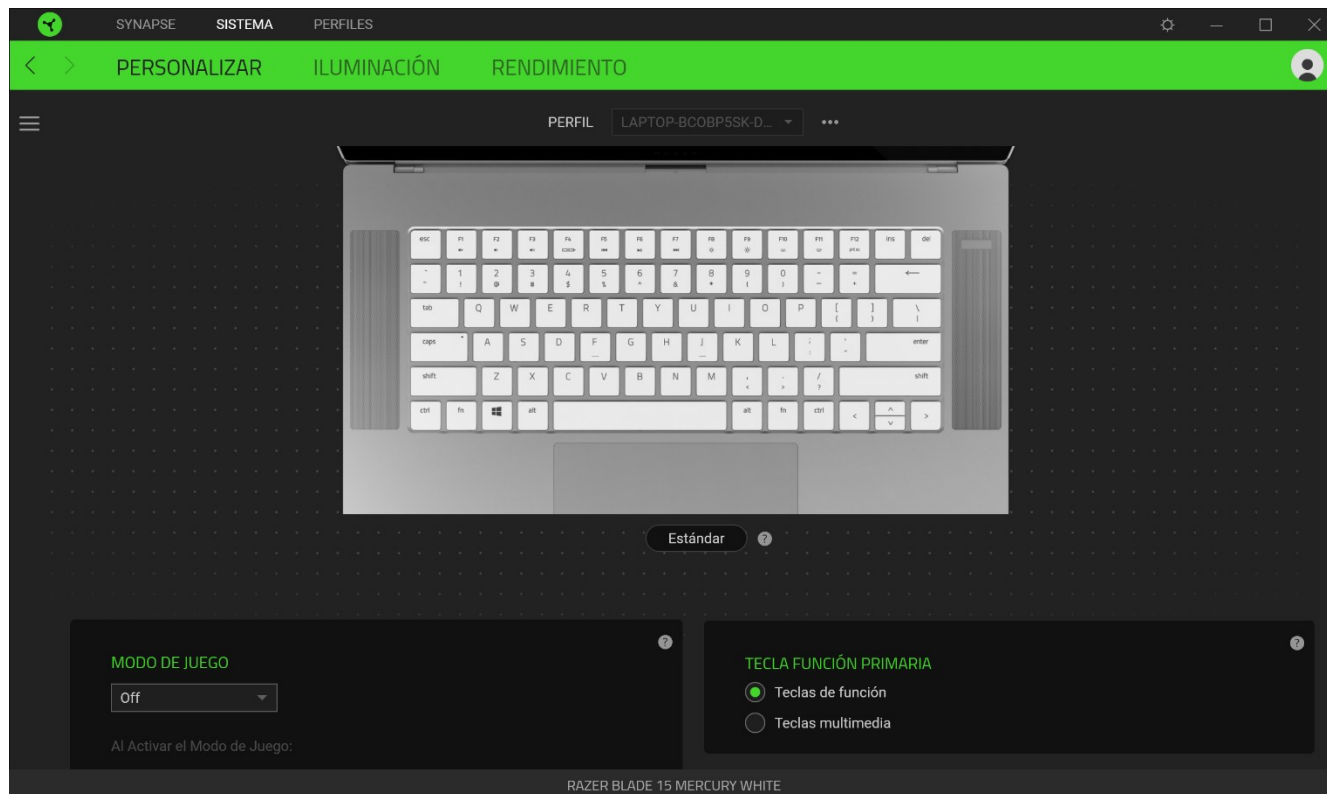 SYNAPSE SISTEMA PERFILES
PERSONALIZAR ILUMINACIÓN RENDIMIENTO
PERFIL LAPTOP-BCOBP5SK-D... •••
esc F1 F2 F3 F4 F5 F6 F7 F8 F9 F10 F11 F12 ins del
1 2 3 4 5 6 7 8 9 0 - =
! @ # $ % ^ & * ( ) _ +
tab Q W E R T Y U I O P [ ] \
{ } |
caps A S D F G H J K L ; ' enter
: "
shift Z X C V B N M , . / shift
< > ?
ctrl fn alt alt fn ctrl < ^ >
v
Estándar ?
?
MODO DE JUEGO
Off
Al Activar el Modo de Juego:
?
TECLA FUNCIÓN PRIMARIA
Teclas de función
Teclas multimedia
RAZER BLADE 15 MERCURY WHITE